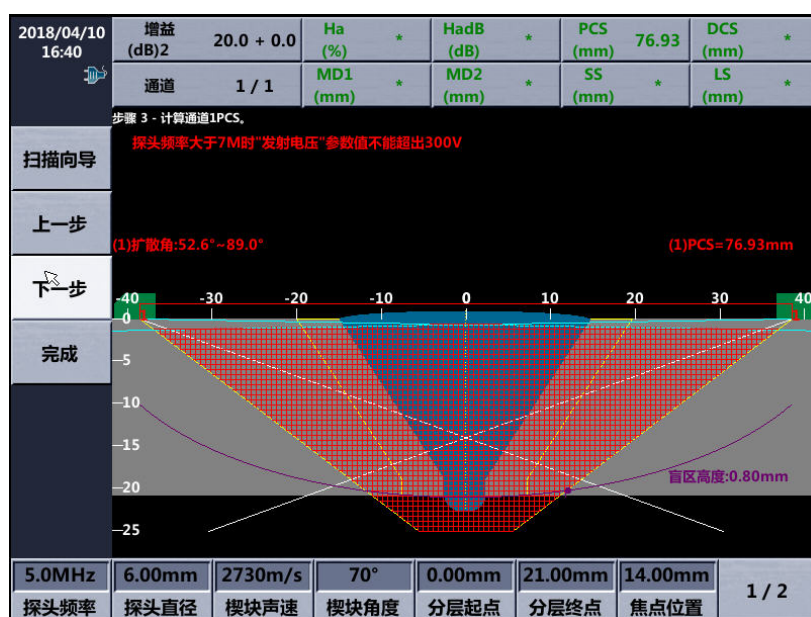 2018/04/10
16:40
增益
(dB)2
20.0 + 0.0
Ha
(%)
*
HadB
(dB)
*
PCS
(mm)
76.93
DCS
(mm)
*
通道
1 / 1
MD1
(mm)
*
MD2
(mm)
*
SS
(mm)
*
LS
(mm)
*
步骤 3 - 计算通道1PCS。
探头频率大于7M时"发射电压"参数值不能超出300V
扫描向导
上一步
下一步
完成
(1)扩散角:52.6°~89.0°
(1)PCS=76.93mm
-40 -30 -20 -10 0 10 20 30 40
0
-5
-10
-15
-20
-25
盲区高度:0.80mm
5.0MHz 6.00mm 2730m/s 70° 0.00mm 21.00mm 14.00mm
探头频率 探头直径 楔块声速 楔块角度 分层起点 分层终点 焦点位置
1 / 2